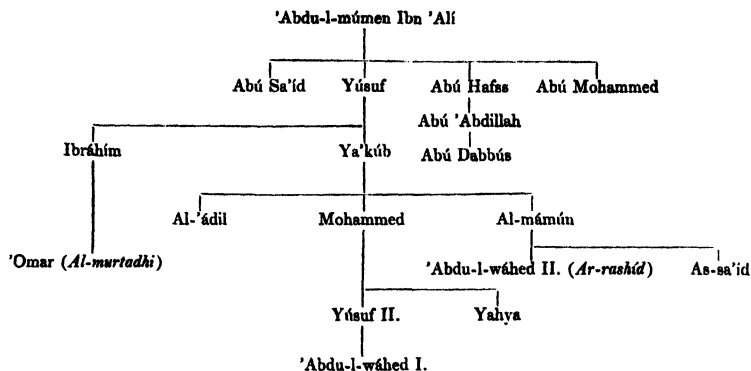 'Abdu-l-múmen Ibn 'Alí
Abú Sa'íd Yúsuf Abú Hafss Abú Mohammed
Abú 'Abdillah
Ibráhím Ya'kúb Abú Dabbús
Al-'ádil Mohammed Al-mámún
'Omar (Al-murtadhi) 'Abdu-l-wáhed II. (Ar-rashíd) As-sa'íd
Yúsuf II. Yahya
'Abdu-l-wáhed I.